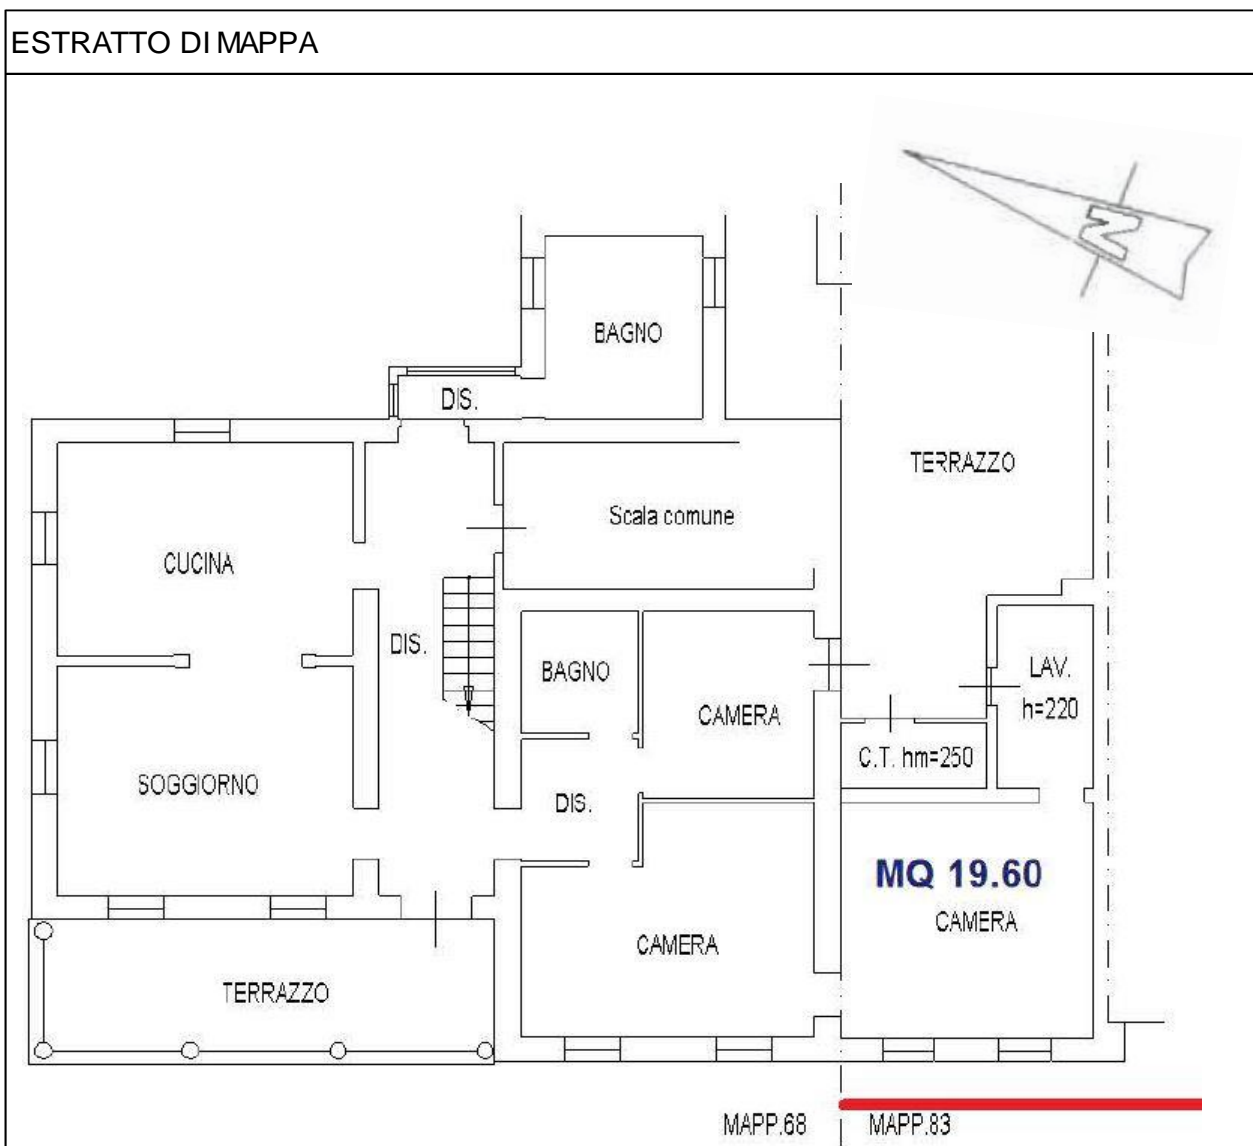 ESTRATTO DI MAPPA
N
BAGNO
DIS.
TERRAZZO
Scala comune
CUCINA
DIS.
BAGNO
LAV.
h=220
CAMERA
C.T. hm=250
SOGGIORNO
DIS.
MQ 19.60
CAMERA
CAMERA
TERRAZZO
MAPP.68
MAPP.83